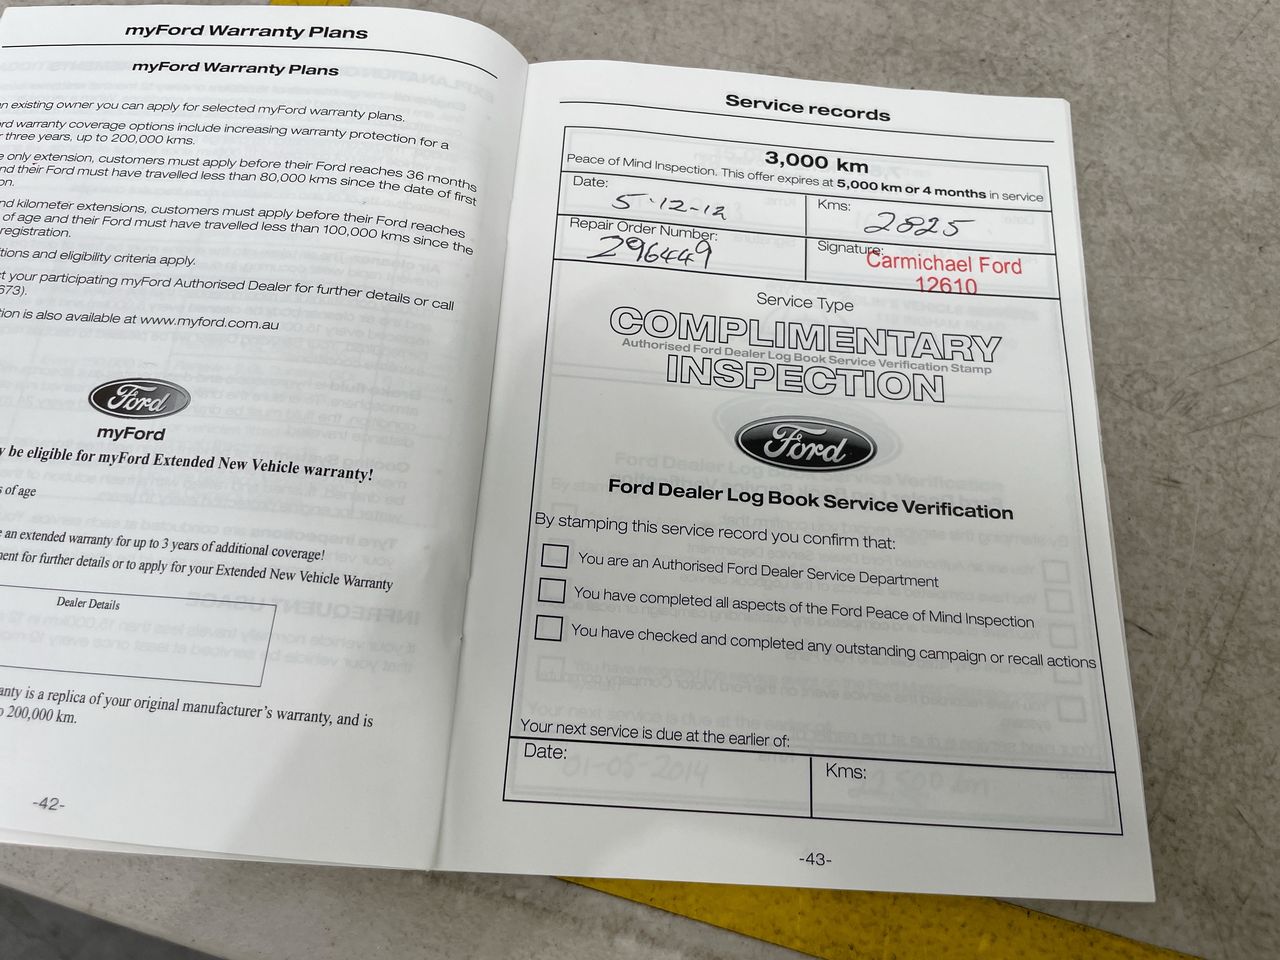 myFord Warranty Plans
myFord Warranty Plans
an existing owner you can apply for selected myFord warranty plans.
warranty coverage options include increasing warranty protection for a
three years, up to 200,000 kms.
only extension, customers must apply before their Ford reaches 36 months
and their Ford must have travelled less than 80,000 kms since the date of first
kilometer extensions, customers must apply before their Ford reaches
of age and their Ford must have travelled less than 100,000 kms since the
registration.
and eligibility criteria apply.
your participating myFord Authorised Dealer for further details or call
673).
is also available at www.myford.com.au
Ford
myFord
be eligible for myFord Extended New Vehicle warranty!
of age
an extended warranty for up to 3 years of additional coverage!
for further details or to apply for your Extended New Vehicle Warranty
Dealer Details
is a replica of your original manufacturer's warranty, and is
200,000 km.
-42-
Service records
3,000 km
Peace of Mind Inspection. This offer expires at 5,000 km or 4 months in service
Date: 5-12-12
Kms: 2825
Repair Order Number: 296449
Signature: Carmichael Ford
12610
Service Type
COMPLIMENTARY
Authorised Ford Dealer Log Book Service Verification Stamp
INSPECTION
Ford
Ford Dealer Log Book Service Verification
By stamping this service record you confirm that:
You are an Authorised Ford Dealer Service Department
You have completed all aspects of the Ford Peace of Mind Inspection
You have checked and completed any outstanding campaign or recall actions
Your next service is due at the earlier of:
Date:
Kms:
-43-